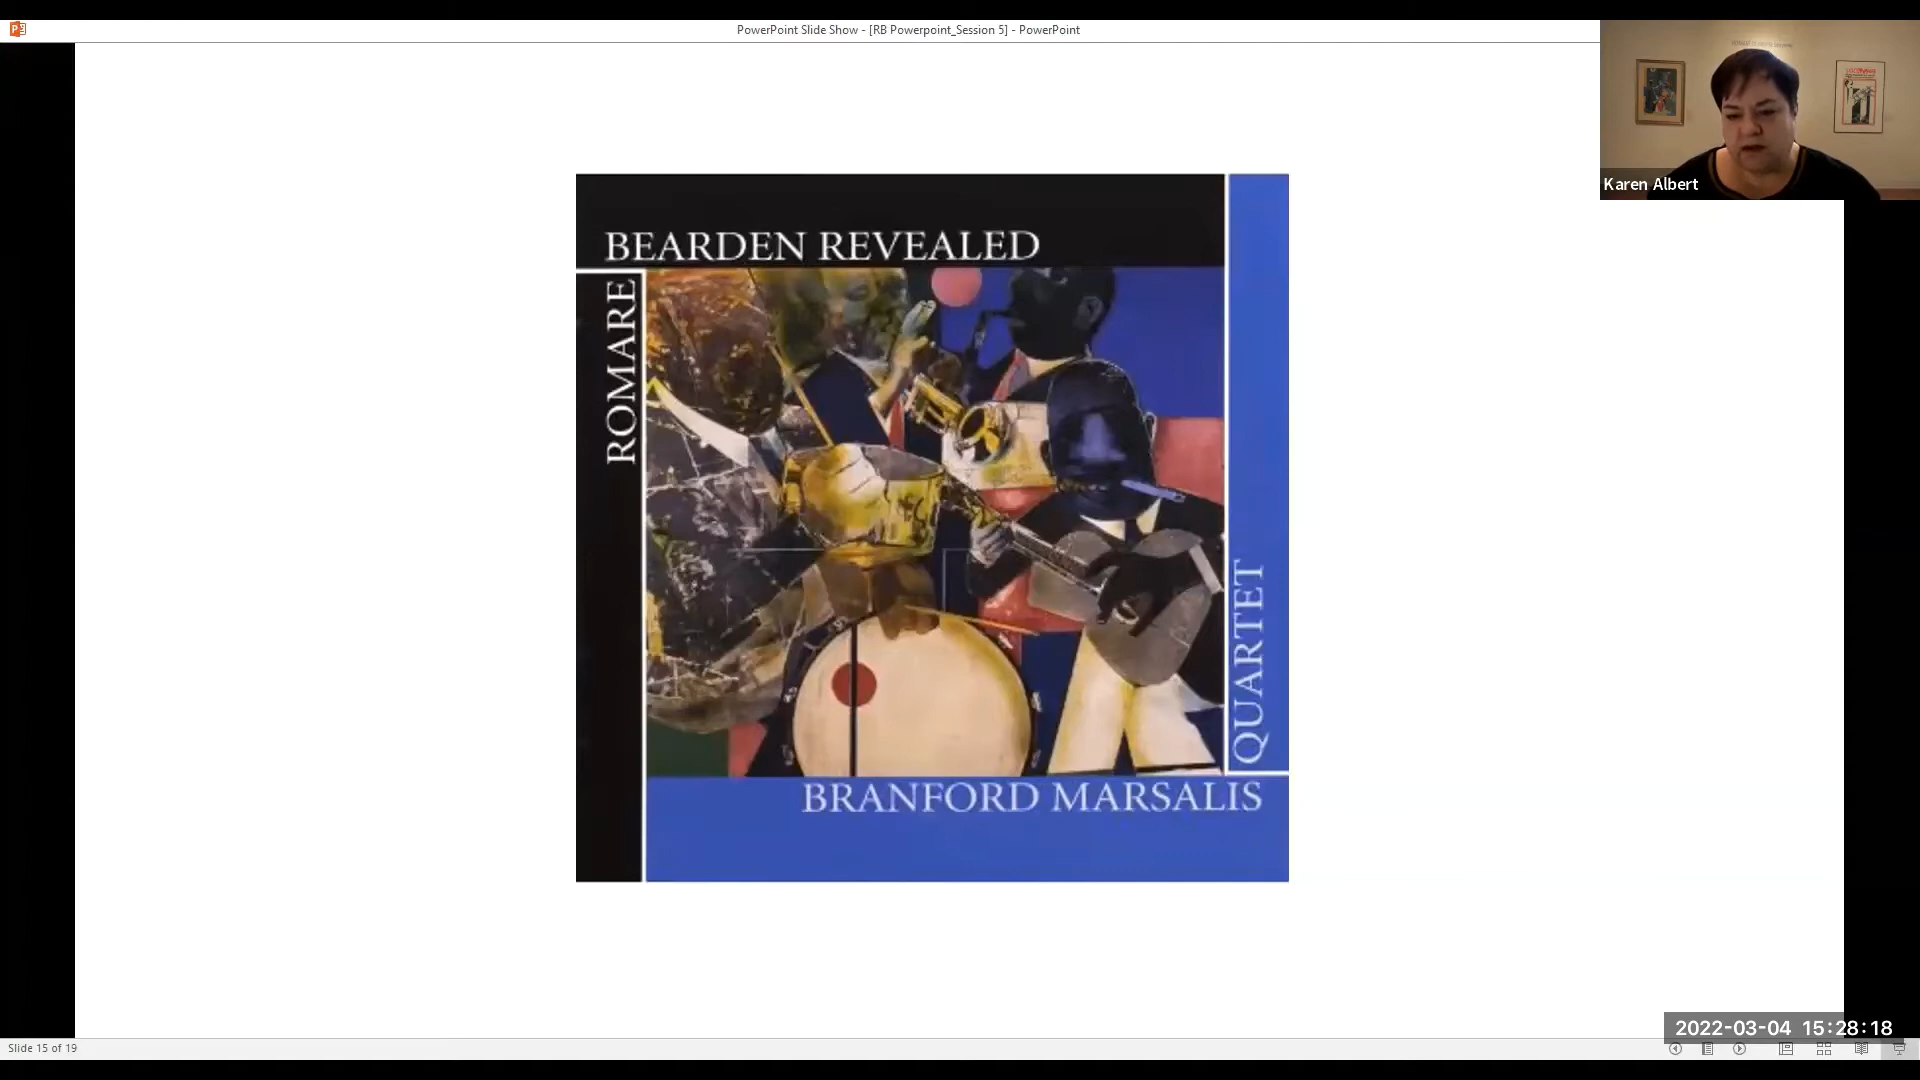 PowerPoint Slide Show - [RB Powerpoint_Session 5] - PowerPoint
Karen Albert
BEARDEN REVEALED
ROMARE
QUARTET
BRANFORD MARSALIS
2022-03-04 15:28:18
Slide 15 of 19